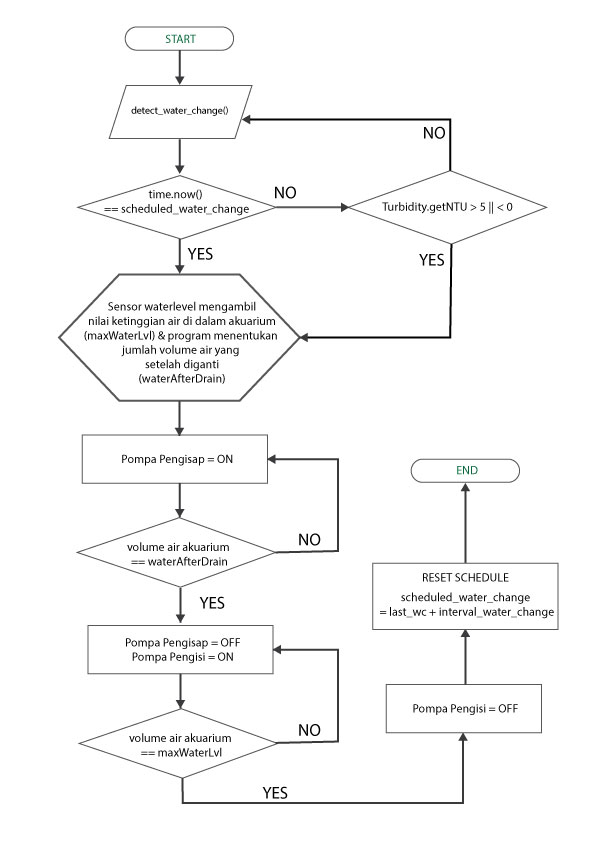 START
detect_water_change()
NO
time.now()
== scheduled_water_change
NO
Turbidity.getNTU > 5 || < 0
YES
YES
Sensor waterlevel mengambil
nilai ketinggian air di dalam akuarium
(maxWaterLvl) & program menentukan
jumlah volume air yang
setelah diganti
(waterAfterDrain)
Pompa Pengisap = ON
volume air akuarium
== waterAfterDrain
NO
YES
Pompa Pengisap = OFF
Pompa Pengisi = ON
volume air akuarium
== maxWaterLvl
NO
YES
Pompa Pengisi = OFF
RESET SCHEDULE
scheduled_water_change
= last_wc + interval_water_change
END